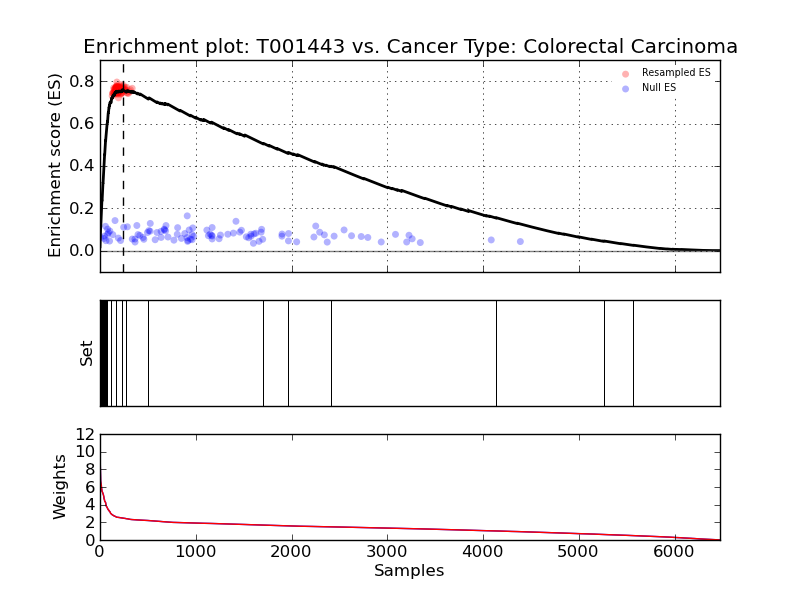 Enrichment plot: T001443 vs. Cancer Type: Colorectal Carcinoma
Enrichment score (ES)
0.8
0.6
0.4
0.2
0.0
Resampled ES
Null ES
Set
Weights
12
10
8
6
4
2
0
0 1000 2000 3000 4000 5000 6000
Samples